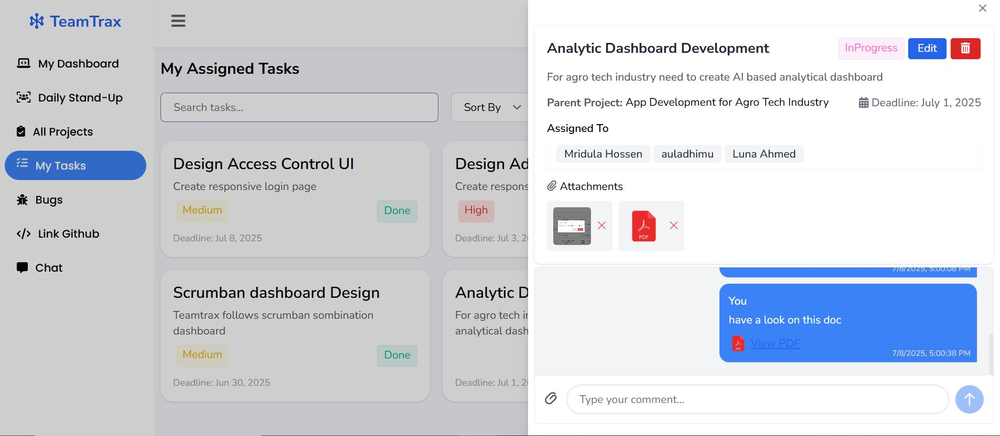 TeamTrax
My Dashboard
Daily Stand-Up
All Projects
My Tasks
Bugs
Link Github
Chat
My Assigned Tasks
Search tasks...
Sort By
Design Access Control UI
Create responsive login page
Medium
Done
Deadline: Jul 8, 2025
Design Ad
Create respons
High
Deadline: Jul 3, 2
Scrumban dashboard Design
Teamtrax follows scrumban sombination
dashboard
Medium
Done
Deadline: Jun 30, 2025
Analytic D
For agro tech
analytical dash
Deadline: Jul 1, 2
Analytic Dashboard Development
InProgress
Edit
For agro tech industry need to create AI based analytical dashboard
Parent Project: App Development for Agro Tech Industry
Deadline: July 1, 2025
Assigned To
Mridula Hossen
auladhimu
Luna Ahmed
Attachments
PDF
7/8/2025, 5:00:08 PM
You
have a look on this doc
View PDF
7/8/2025, 5:00:38 PM
Type your comment...